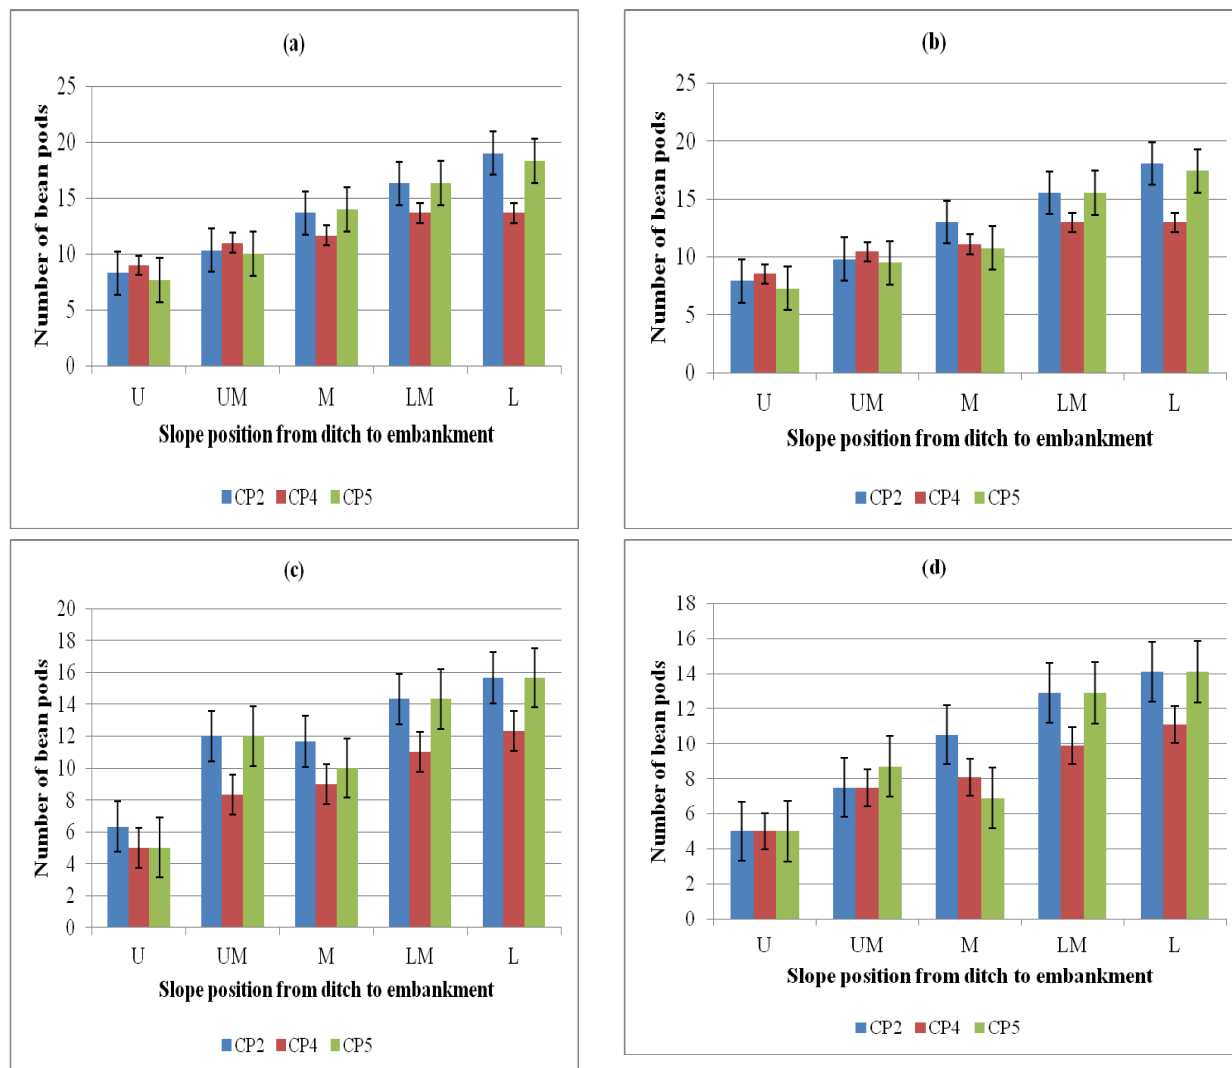 (a)
Number of bean pods
25
20
15
10
5
0
U UM M LM L
Slope position from ditch to embankment
CP2 CP4 CP5
(b)
Number of bean pods
25
20
15
10
5
0
U UM M LM L
Slope position from ditch to embankment
CP2 CP4 CP5
(c)
Number of bean pods
20
18
16
14
12
10
8
6
4
2
0
U UM M LM L
Slope position from ditch to embankment
CP2 CP4 CP5
(d)
Number of bean pods
18
16
14
12
10
8
6
4
2
0
U UM M LM L
Slope position from ditch to embankment
CP2 CP4 CP5